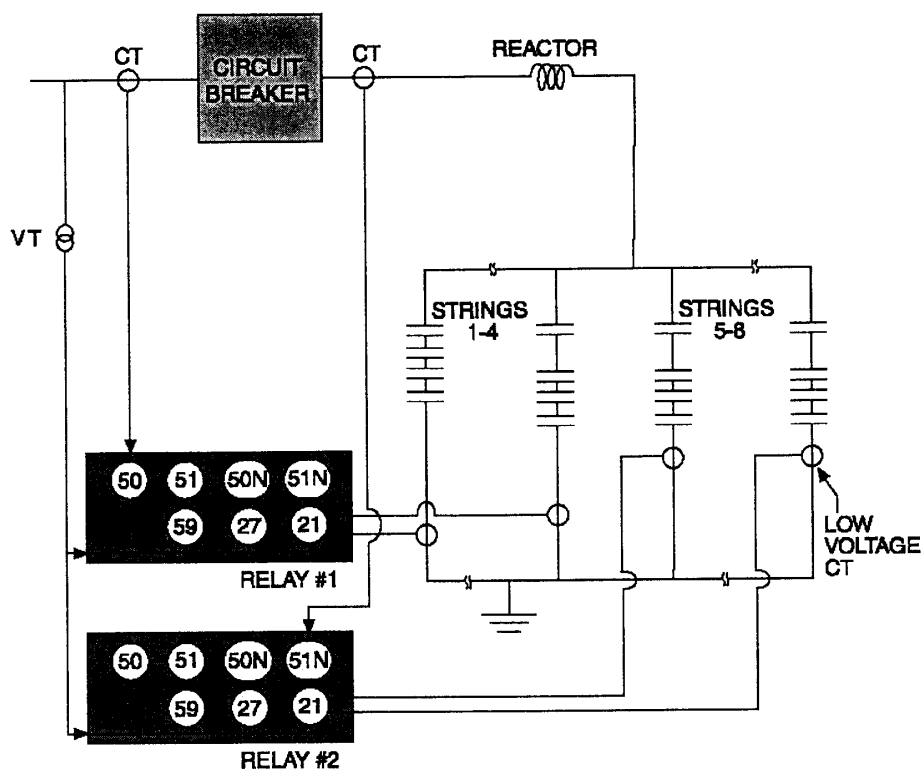 CT
CIRCUIT
BREAKER
CT
REACTOR
VT
STRINGS
1-4
STRINGS
5-8
50 51 50N 51N
59 27 21
RELAY #1
LOW
VOLTAGE
CT
50 51 50N 51N
59 27 21
RELAY #2